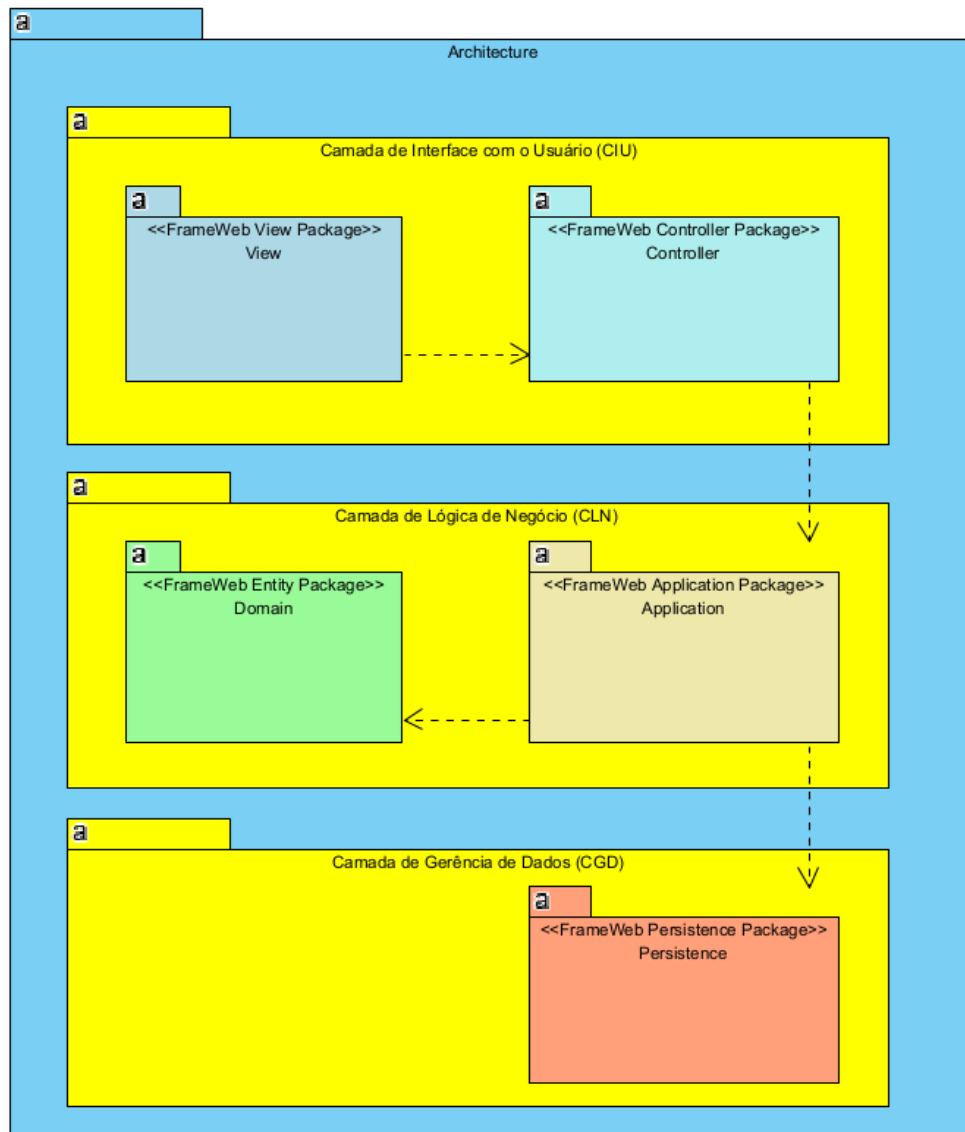 a
Architecture
a
Camada de Interface com o Usuário (CIU)
a
<<FrameWeb View Package>>
View
a
<<FrameWeb Controller Package>>
Controller
a
Camada de Lógica de Negócio (CLN)
a
<<FrameWeb Entity Package>>
Domain
a
<<FrameWeb Application Package>>
Application
a
Camada de Gerência de Dados (CGD)
a
<<FrameWeb Persistence Package>>
Persistence